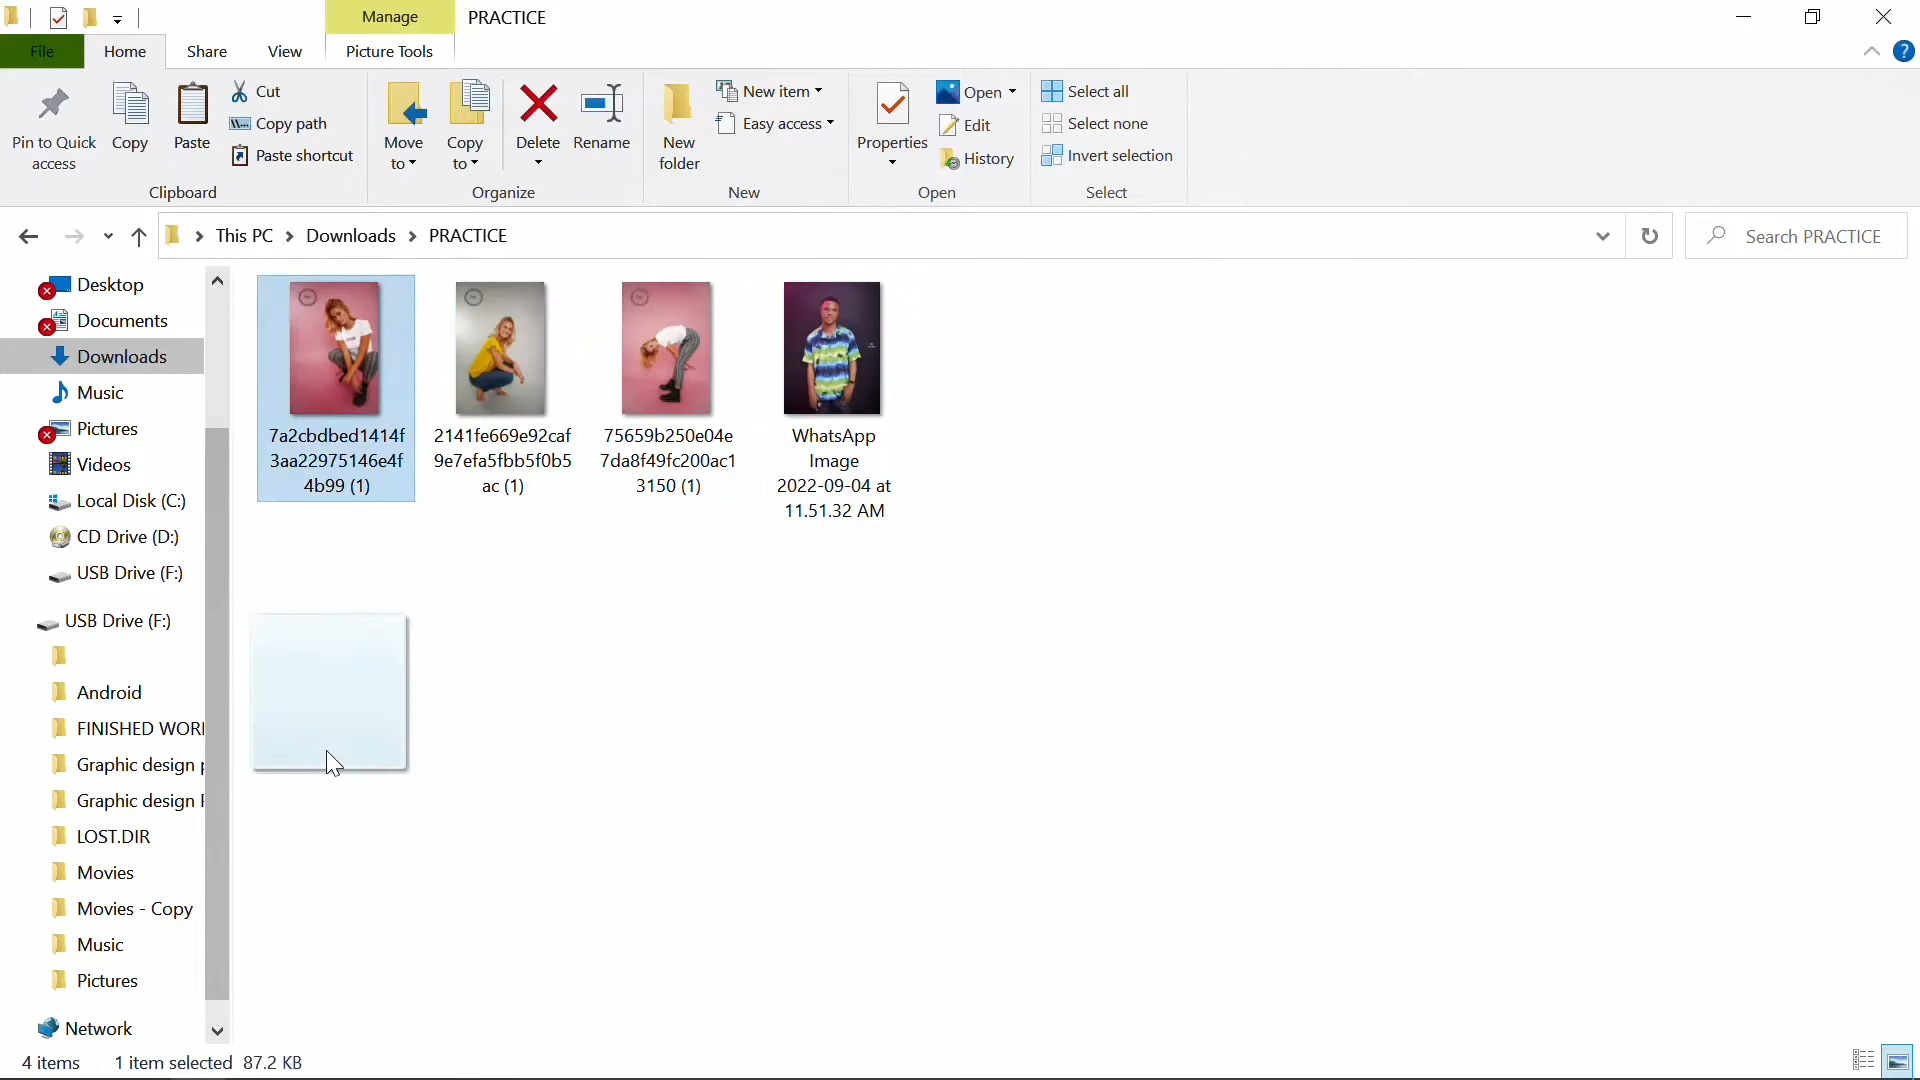 Manage
PRACTICE
File
Home
Share
View
Picture Tools
?
Pin to Quick
access
Copy
Paste
Cut
Copy path
Paste shortcut
Clipboard
Move
to
Copy
to
Delete
Rename
Organize
New
folder
New item
Easy access
New
Properties
Open
Edit
History
Open
Select all
Select none
Invert selection
Select
This PC
Downloads
PRACTICE
Search PRACTICE
Desktop
Documents
Downloads
Music
Pictures
Videos
Local Disk (C:)
CD Drive (D:)
USB Drive (F:)
USB Drive (F:)
Android
FINISHED WOR
Graphic design
Graphic design
LOST.DIR
Movies
Movies - Copy
Music
Pictures
Network
7a2cbdbed1414f
3aa22975146e4f
4b99 (1)
2141fe669e92caf
9e7efa5fbb5f0b5
ac (1)
75659b250e04e
7da8f49fc200ac1
3150 (1)
WhatsApp
Image
2022-09-04 at
11.51.32 AM
4 items
1 item selected 87.2 KB